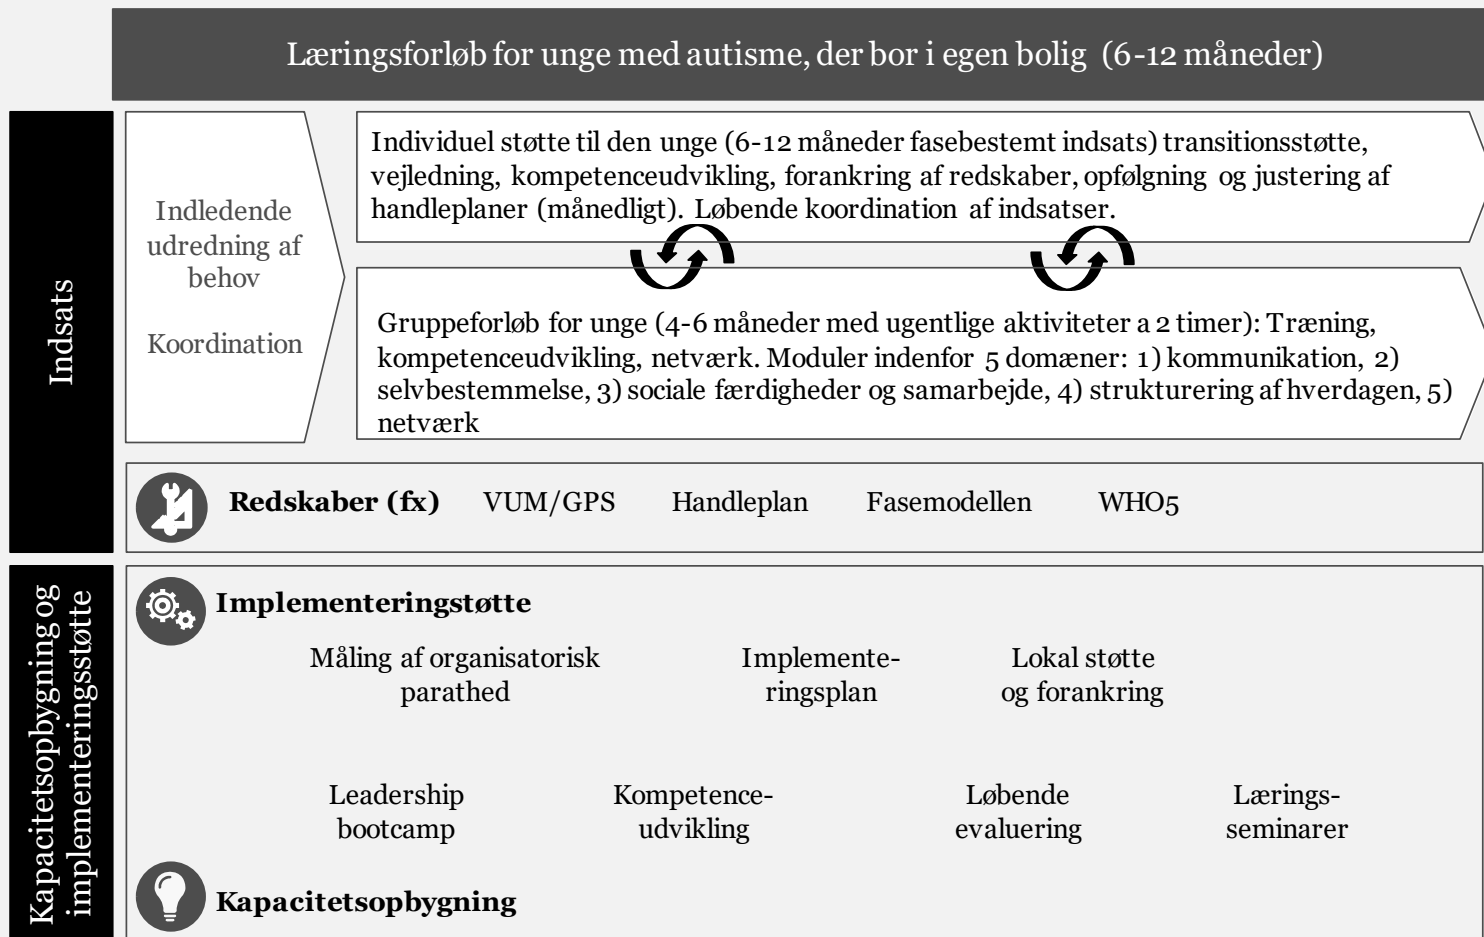 Læringsforløb for unge med autisme, der bor i egen bolig (6-12 måneder)
Indsats
Indledende
udredning af
behov
Koordination
Individuel støtte til den unge (6-12 måneder fasebestemt indsats) transitionsstøtte,
vejledning, kompetenceudvikling, forankring af redskaber, opfølgning og justering af
handleplaner (månedligt). Løbende koordination af indsatser.
Gruppeforløb for unge (4-6 måneder med ugentlige aktiviteter a 2 timer): Træning,
kompetenceudvikling, netværk. Moduler indenfor 5 domæner: 1) kommunikation, 2)
selvbestemmelse, 3) sociale færdigheder og samarbejde, 4) strukturering af hverdagen, 5)
netværk
Redskaber (fx) VUM/GPS Handleplan Fasemodellen WHO5
Kapacitetsopbygning og
implementeringsstøtte
Implementeringstøtte
Måling af organisatorisk
parathed
Implemente-
ringsplan
Lokal støtte
og forankring
Leadership
bootcamp
Kompetence-
udvikling
Løbende
evaluering
Lærings-
seminarer
Kapacitetsopbygning